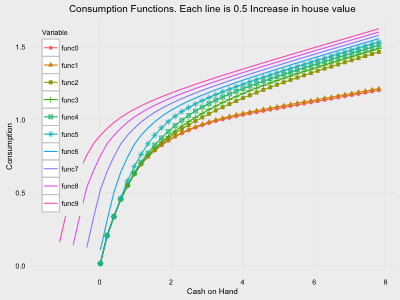 Consumption Functions. Each line is 0.5 Increase in house value
Variable
func0
func1
func2
func3
func4
func5
func6
func7
func8
func9
Consumption
1.5
1.0
0.5
0.0
0
2
4
6
8
Cash on Hand